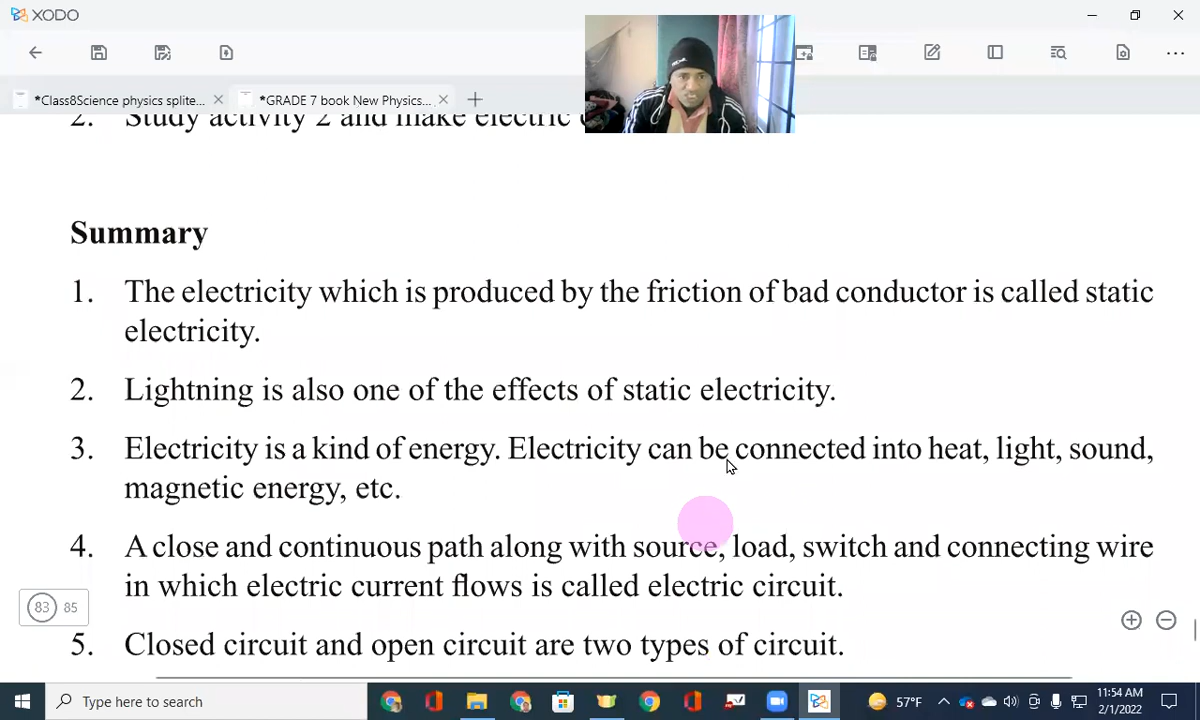 XODO
*Class8Science physics splite...
*GRADE 7 book New Physics...
2. Study activity 2 and make electric
Summary
1. The electricity which is produced by the friction of bad conductor is called static
electricity.
2. Lightning is also one of the effects of static electricity.
3. Electricity is a kind of energy. Electricity can be connected into heat, light, sound,
magnetic energy, etc.
4. A close and continuous path along with source, load, switch and connecting wire
in which electric current flows is called electric circuit.
83 85
5. Closed circuit and open circuit are two types of circuit.
Type here to search
57°F
11:54 AM
2/1/2022